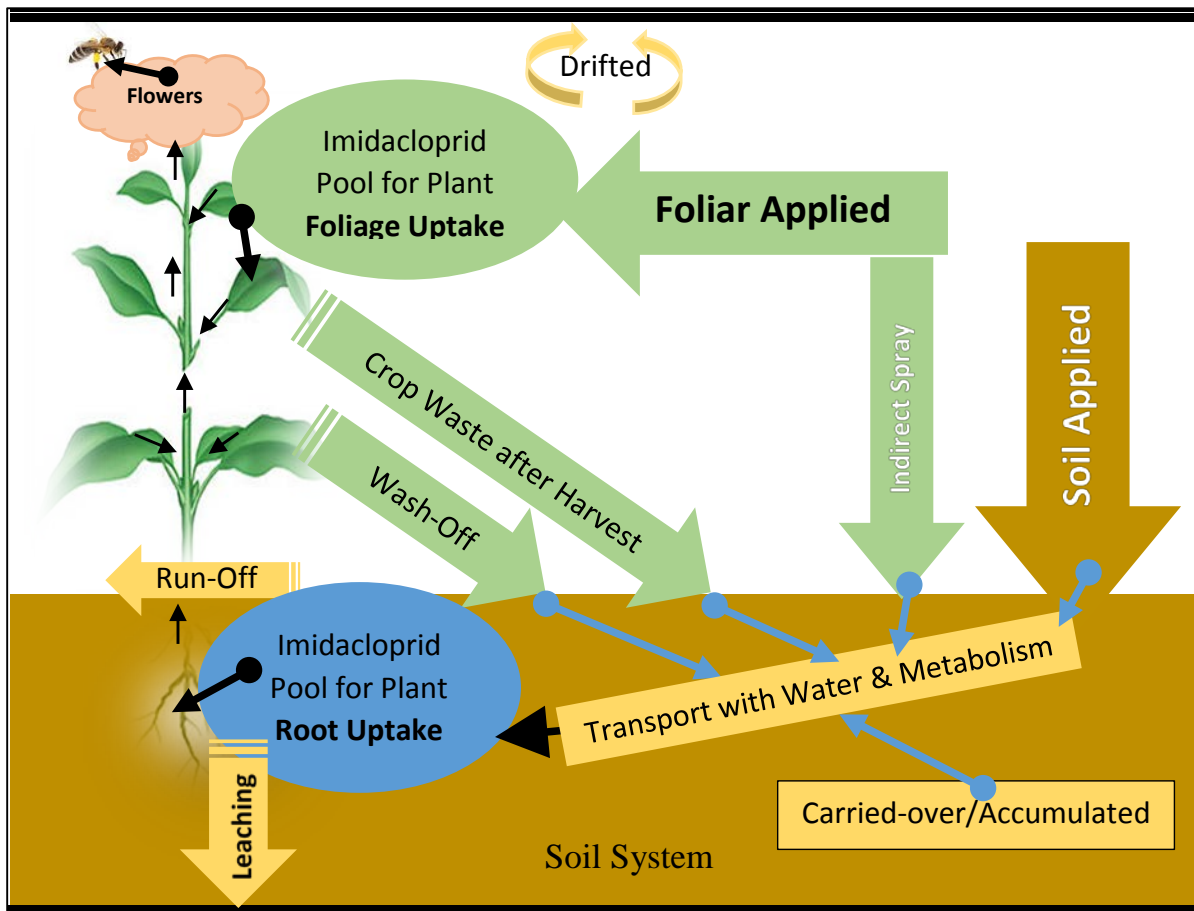 Drifted
Flowers
Imidacloprid
Pool for Plant
Foliage Uptake
Foliar Applied
Indirect Spray
Soil Applied
Crop Waste after Harvest
Wash-Off
Run-Off
Imidacloprid
Pool for Plant
Root Uptake
Transport with Water & Metabolism
Carried-over/Accumulated
Leaching
Soil System